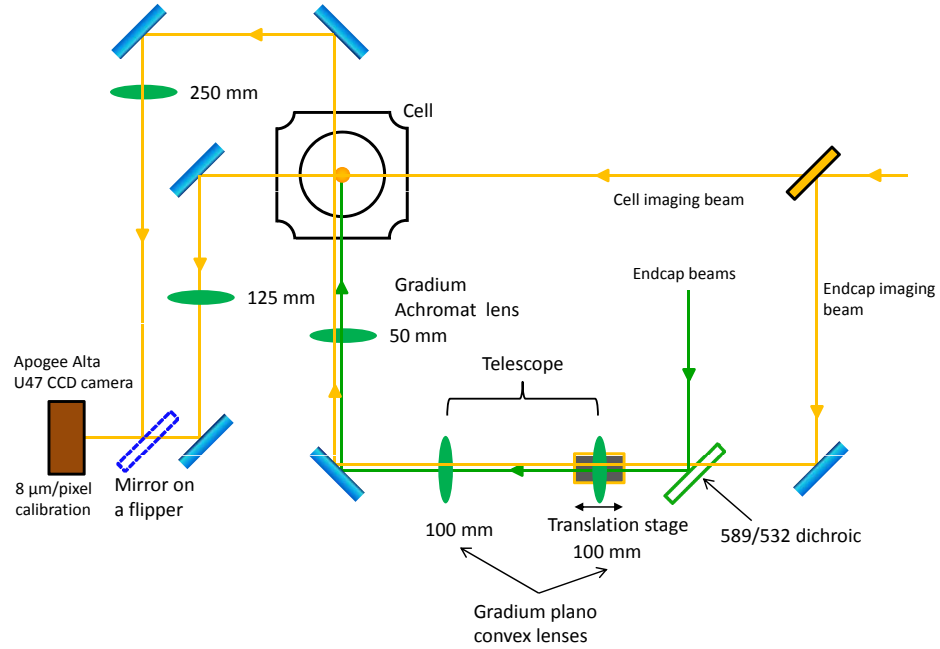 250 mm
Cell
Cell imaging beam
Endcap beams
Endcap imaging
beam
Gradium
Achromat lens
50 mm
125 mm
Telescope
Apogee Alta
U47 CCD camera
8 µm/pixel
calibration
Mirror on
a flipper
100 mm
Translation stage
100 mm
589/532 dichroic
Gradium plano
convex lenses